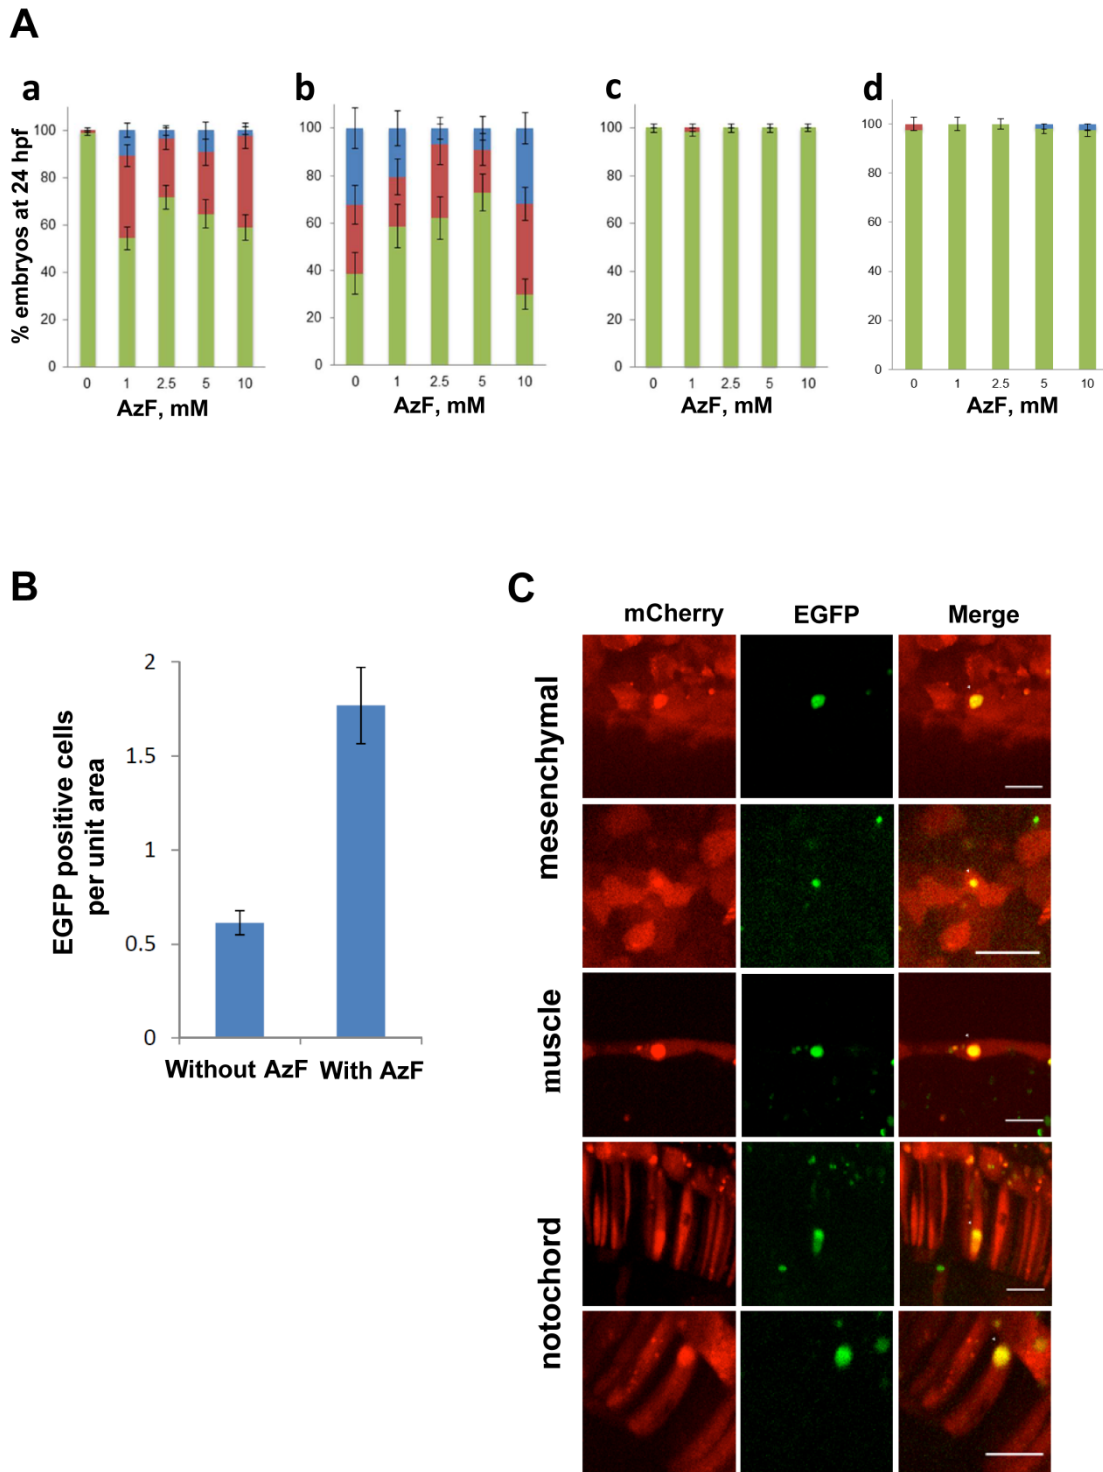 A
a
b
c
d
% embryos at 24 hpf
100
80
60
40
20
0
0 1 2.5 5 10
AzF, mM
100
80
60
40
20
0
0 1 2.5 5 10
AzF, mM
100
80
60
40
20
0
0 1 2.5 5 10
AzF, mM
100
80
60
40
20
0
0 1 2.5 5 10
AzF, mM
B
EGFP positive cells
per unit area
2
1.5
1
0.5
0
Without AzF With AzF
C
mCherry EGFP Merge
mesenchymal
muscle
notochord